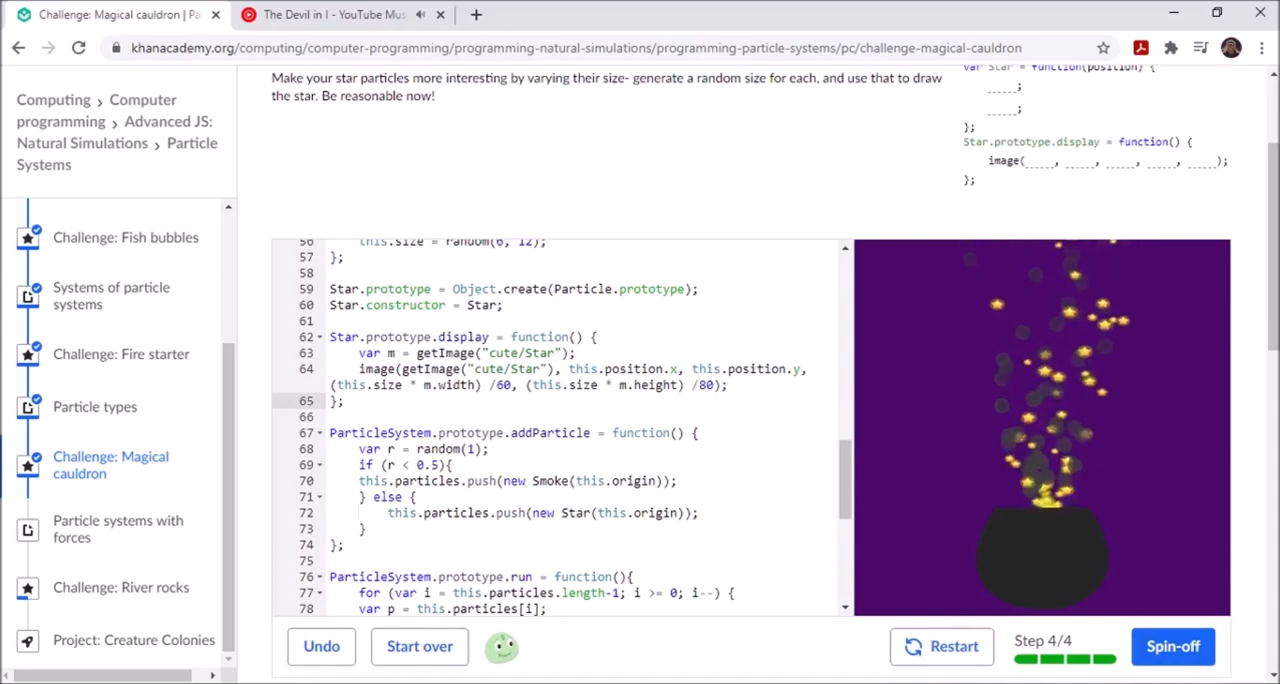 Challenge: Magical cauldron | Pa
The Devil in I - YouTube Mus
khanacademy.org/computing/computer-programming/programming-natural-simulations/programming-particle-systems/pc/challenge-magical-cauldron
Computing > Computer
programming > Advanced JS:
Natural Simulations > Particle
Systems
Challenge: Fish bubbles
Systems of particle
systems
Challenge: Fire starter
Particle types
Challenge: Magical
cauldron
Particle systems with
forces
Challenge: River rocks
Project: Creature Colonies
Make your star particles more interesting by varying their size- generate a random size for each, and use that to draw
the star. Be reasonable now!
var Star = function(position) {
_____;
_____;
};
Star.prototype.display = function() {
image(_____, _____, _____, _____, _____);
};
56 this.size = random(6, 12);
57 };
58
59 Star.prototype = Object.create(Particle.prototype);
60 Star.constructor = Star;
61
62 Star.prototype.display = function() {
63 var m = getImage("cute/Star");
64 image(getImage("cute/Star"), this.position.x, this.position.y,
(this.size * m.width) /60, (this.size * m.height) /80);
65 };
66
67 ParticleSystem.prototype.addParticle = function() {
68 var r = random(1);
69 if (r < 0.5){
70 this.particles.push(new Smoke(this.origin));
71 } else {
72 this.particles.push(new Star(this.origin));
73 }
74 };
75
76 ParticleSystem.prototype.run = function(){
77 for (var i = this.particles.length-1; i >= 0; i--) {
78 var p = this.particles[i];
Undo
Start over
Restart
Step 4/4
Spin-off